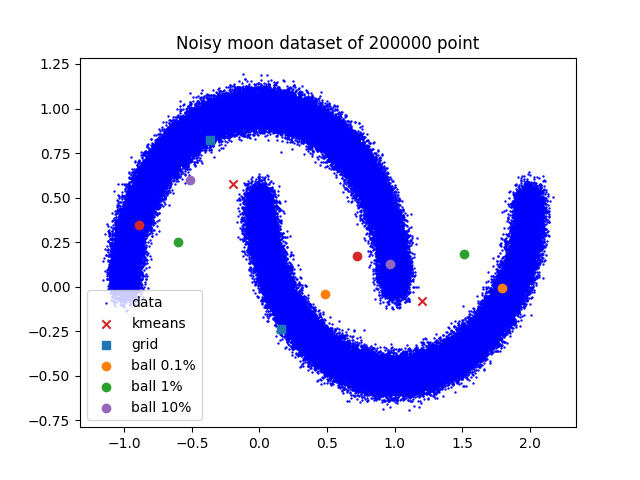 Noisy moon dataset of 200000 point
1.25
1.00
0.75
0.50
0.25
0.00
−0.25
−0.50
−0.75
data
kmeans
grid
ball 0.1%
ball 1%
ball 10%
−1.0 −0.5 0.0 0.5 1.0 1.5 2.0